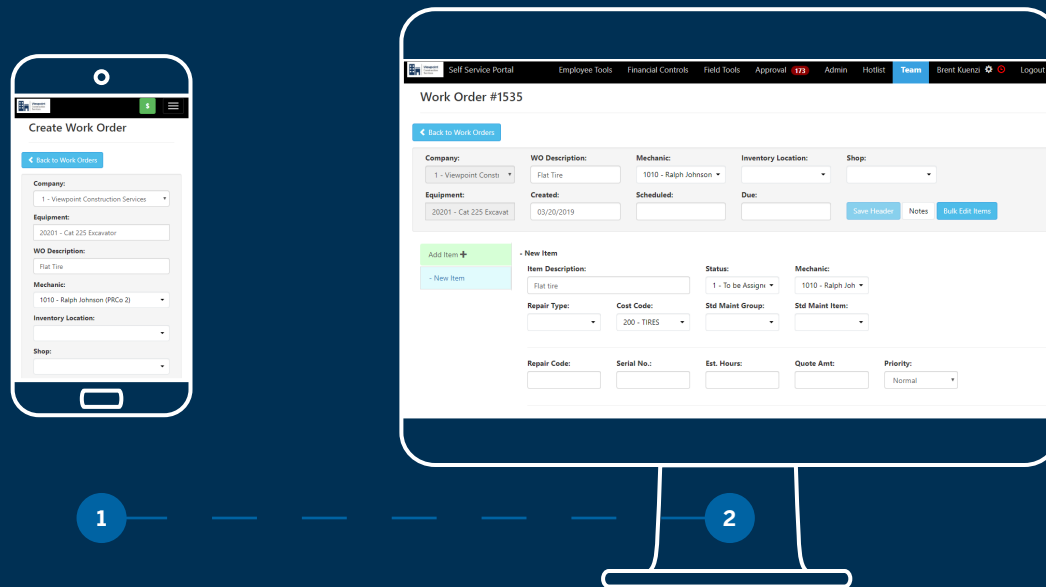 $
Create Work Order
Back to Work Orders
Company:
1 - Viewpoint Construction Services
Equipment:
20201 - Cat 225 Excavator
WO Description:
Flat Tire
Mechanic:
1010 - Ralph Johnson (PRCo 2)
Inventory Location:
Shop:
Self Service Portal Employee Tools Financial Controls Field Tools Approval 173 Admin Hotlist Team Brent Kuenzi Logout
Work Order #1535
Back to Work Orders
Company: WO Description: Mechanic: Inventory Location: Shop:
1 - Viewpoint Constr Flat Tire 1010 - Ralph Johnson
Equipment: Created: Scheduled: Due:
20201 - Cat 225 Excavat 03/20/2019 Save Header Notes Bulk Edit Items
Add Item
- New Item
- New Item
Item Description: Status: Mechanic:
Flat tire 1 - To be Assign 1010 - Ralph Joh
Repair Type: Cost Code: Std Maint Group: Std Maint Item:
200 - TIRES
Repair Code: Serial No.: Est. Hours: Quote Amt: Priority:
Normal
1
2